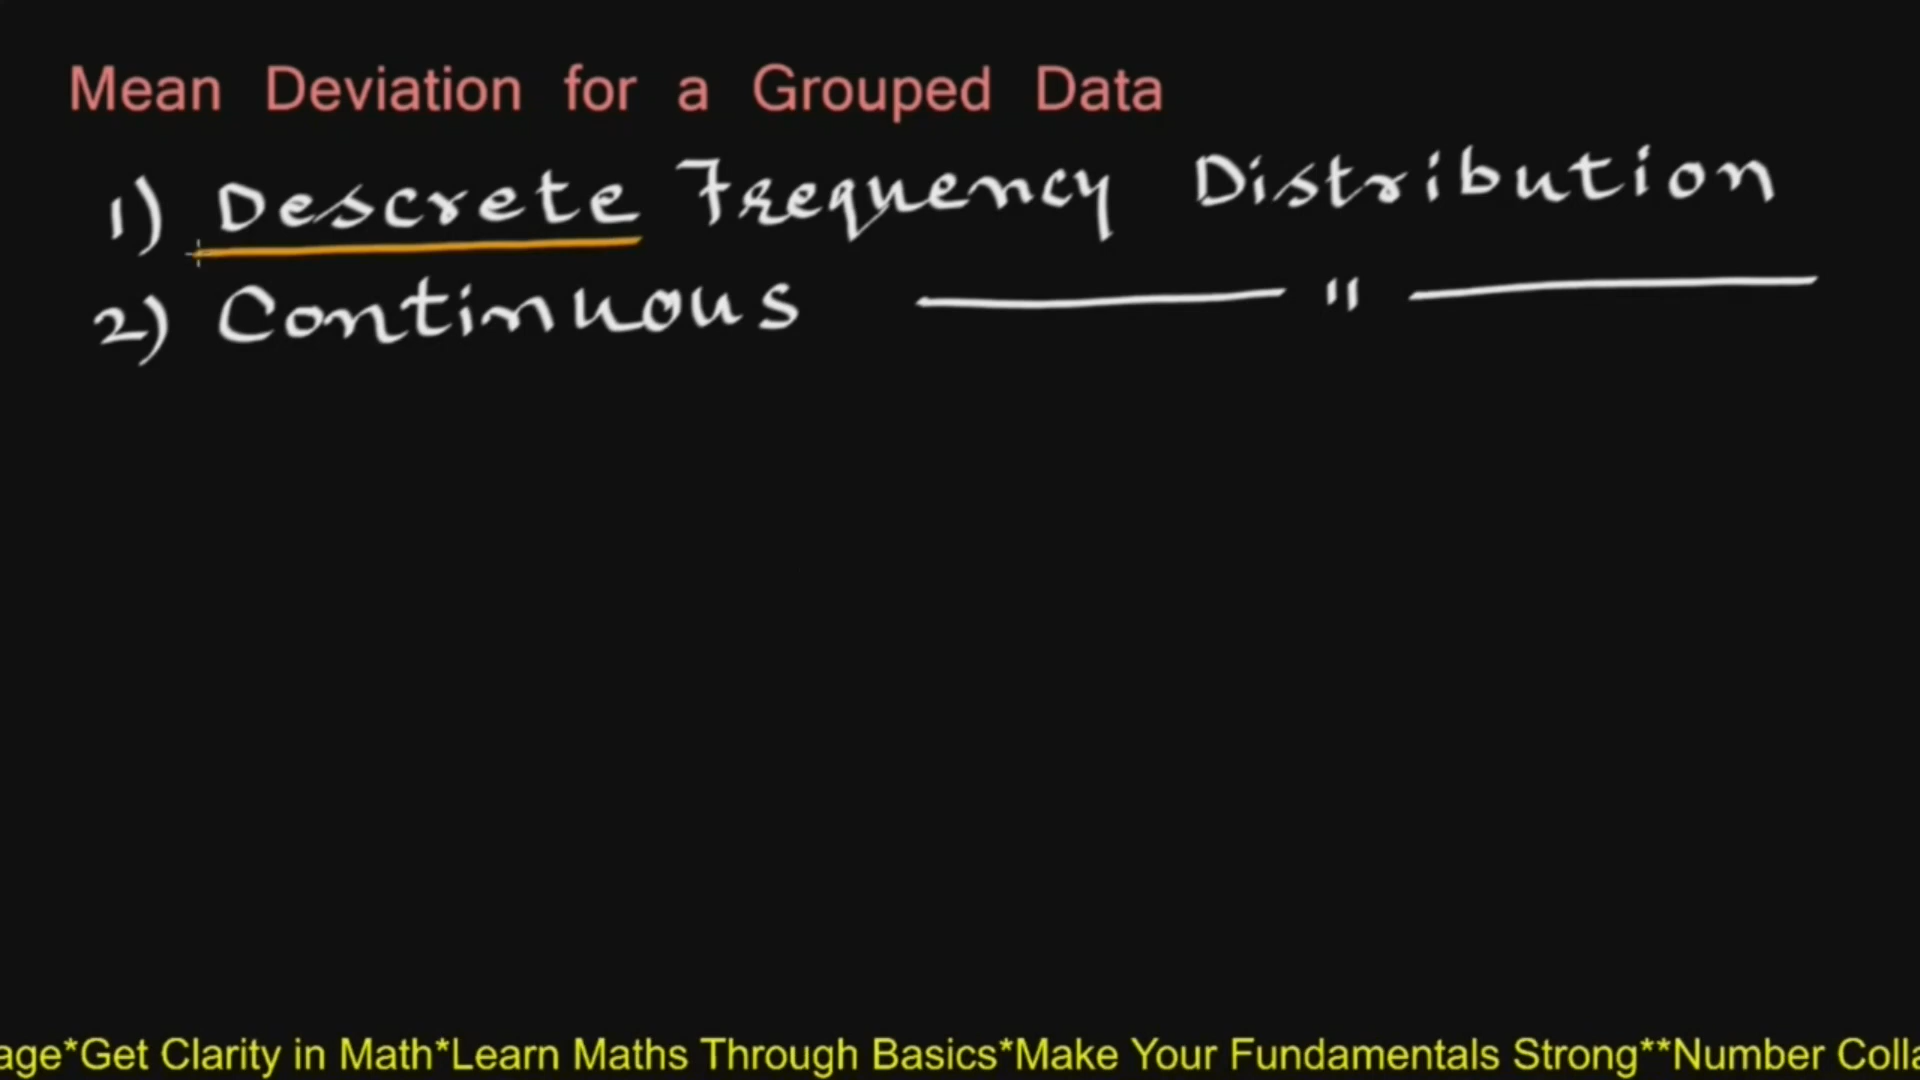 Mean Deviation for a Grouped Data
1) Descrete Frequency Distribution
2) Continuous —— " ——
age*Get Clarity in Math*Learn Maths Through Basics*Make Your Fundamentals Strong**Number Colla